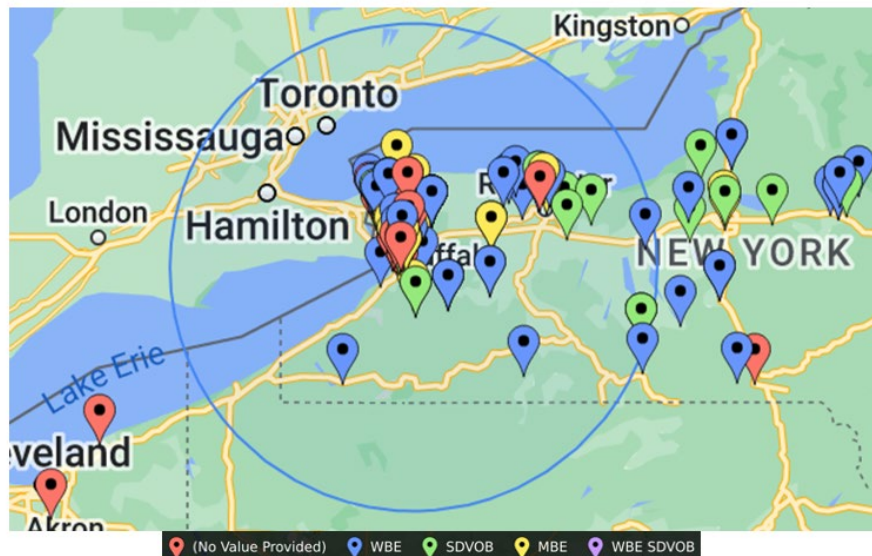 Kingston
Toronto
Mississauga
London
Hamilton
NEW YORK
Lake Erie
eveland
Akron
(No Value Provided) WBE SDVOB MBE WBE SDVOB